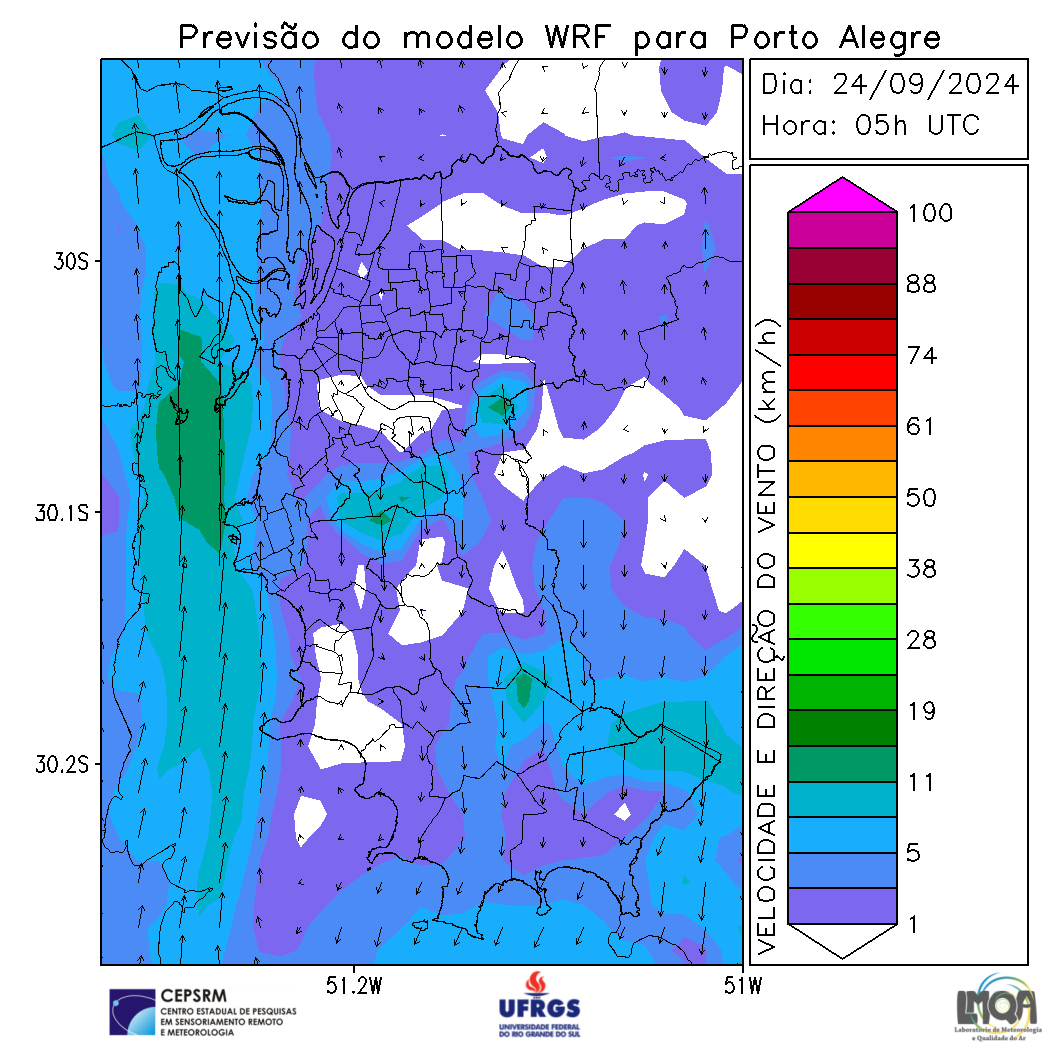 Previsão do modelo WRF para Porto Alegre
Dia: 24/09/2024
Hora: 05h UTC
30S
30.1S
30.2S
51.2W
51W
VELOCIDADE E DIREÇÃO DO VENTO (km/h)
100
88
74
61
50
38
28
19
11
5
1
CEPSRM
CENTRO ESTADUAL DE PESQUISAS
EM SENSORIAMENTO REMOTO
E METEOROLOGIA
UFRGS
UNIVERSIDADE FEDERAL
DO RIO GRANDE DO SUL
LMQA
Laboratório de Meteorologia
e Qualidade do Ar